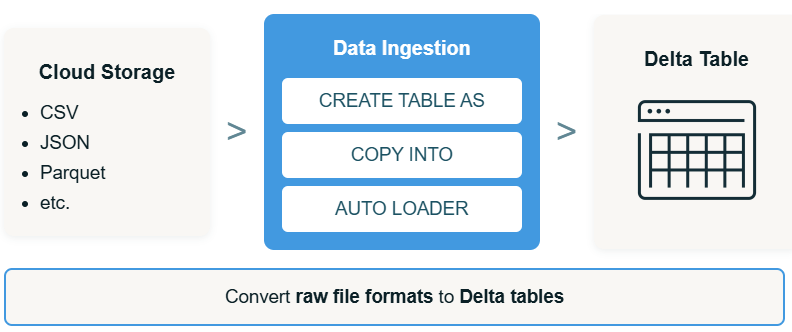 Cloud Storage
• CSV
• JSON
• Parquet
• etc.
>
Data Ingestion
CREATE TABLE AS
COPY INTO
AUTO LOADER
>
Delta Table
Convert raw file formats to Delta tables